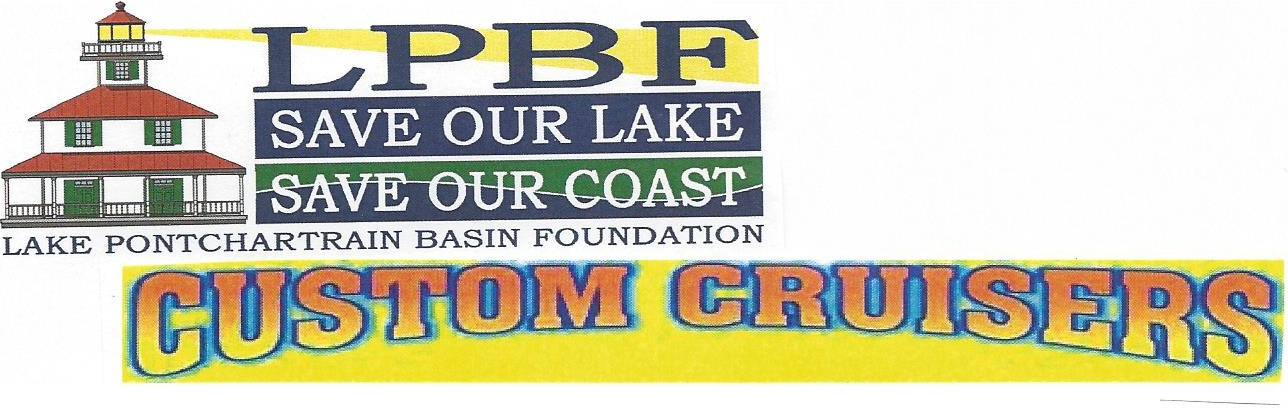 LPBF
SAVE OUR LAKE
SAVE OUR COAST
LAKE PONTCHARTRAIN BASIN FOUNDATION
CUSTOM CRUISERS